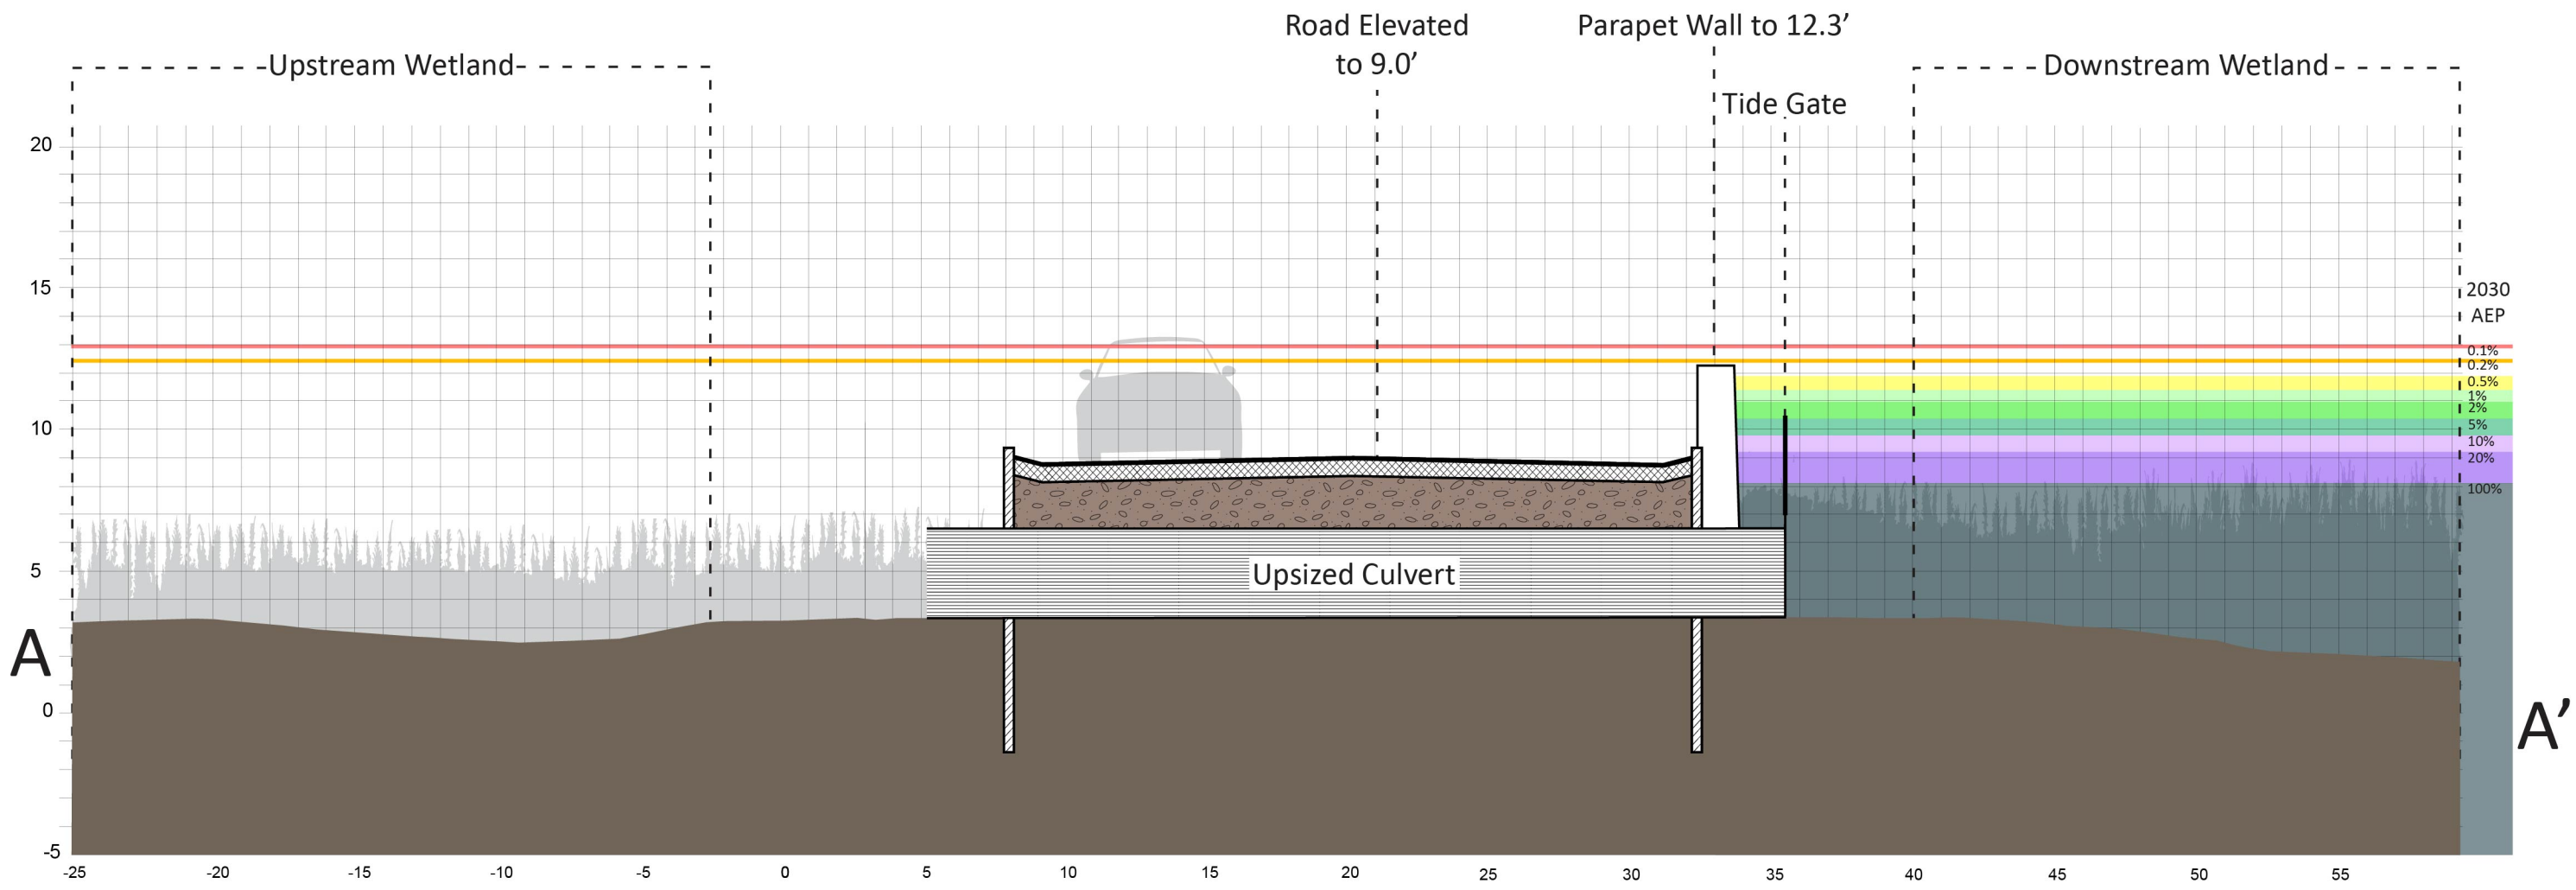 Road Elevated
to 9.0’
Parapet Wall to 12.3’
Upstream Wetland
Downstream Wetland
Tide Gate
20
15
10
5
0
-5
2030
AEP
0.1%
0.2%
0.5%
1%
2%
5%
10%
20%
100%
Upsized Culvert
A
A’
-25 -20 -15 -10 -5 0 5 10 15 20 25 30 35 40 45 50 55